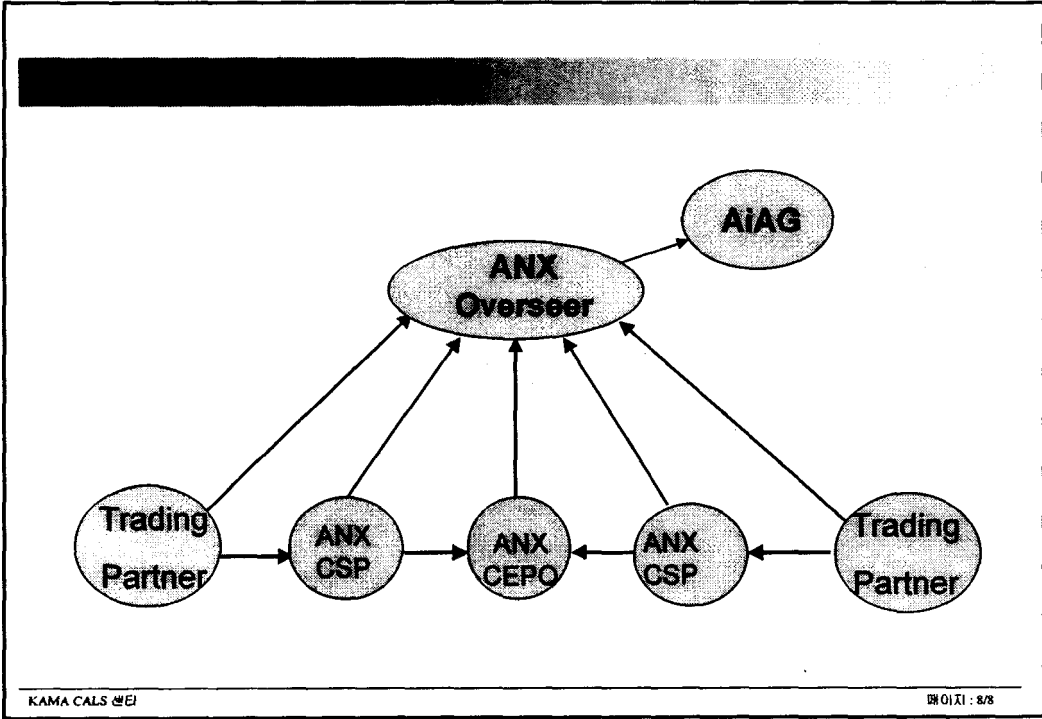 AiAG
ANX
Overseer
Trading
Partner
ANX
CSP
ANX
CEPO
ANX
CSP
Trading
Partner
KAMA CALS 센터
페이지 : 8/8